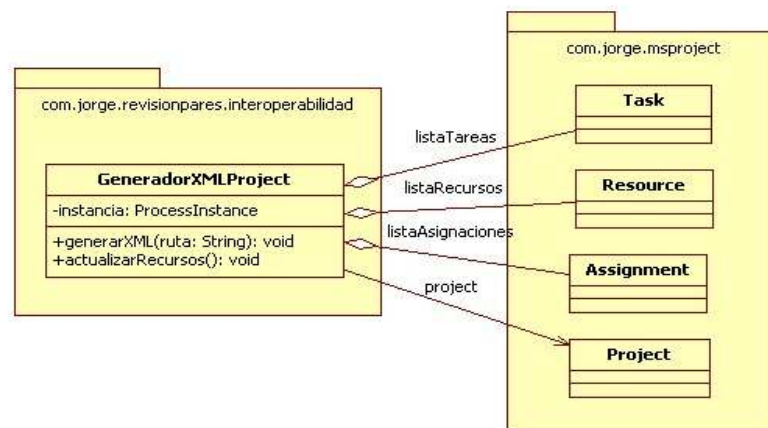 com.jorge.msproject
com.jorge.revisionpares.interoperabilidad
GeneradorXMLProject
-instancia: ProcessInstance
+generarXML(ruta: String): void
+actualizarRecursos(): void
listaTareas
listaRecursos
listaAsignaciones
project
Task
Resource
Assignment
Project